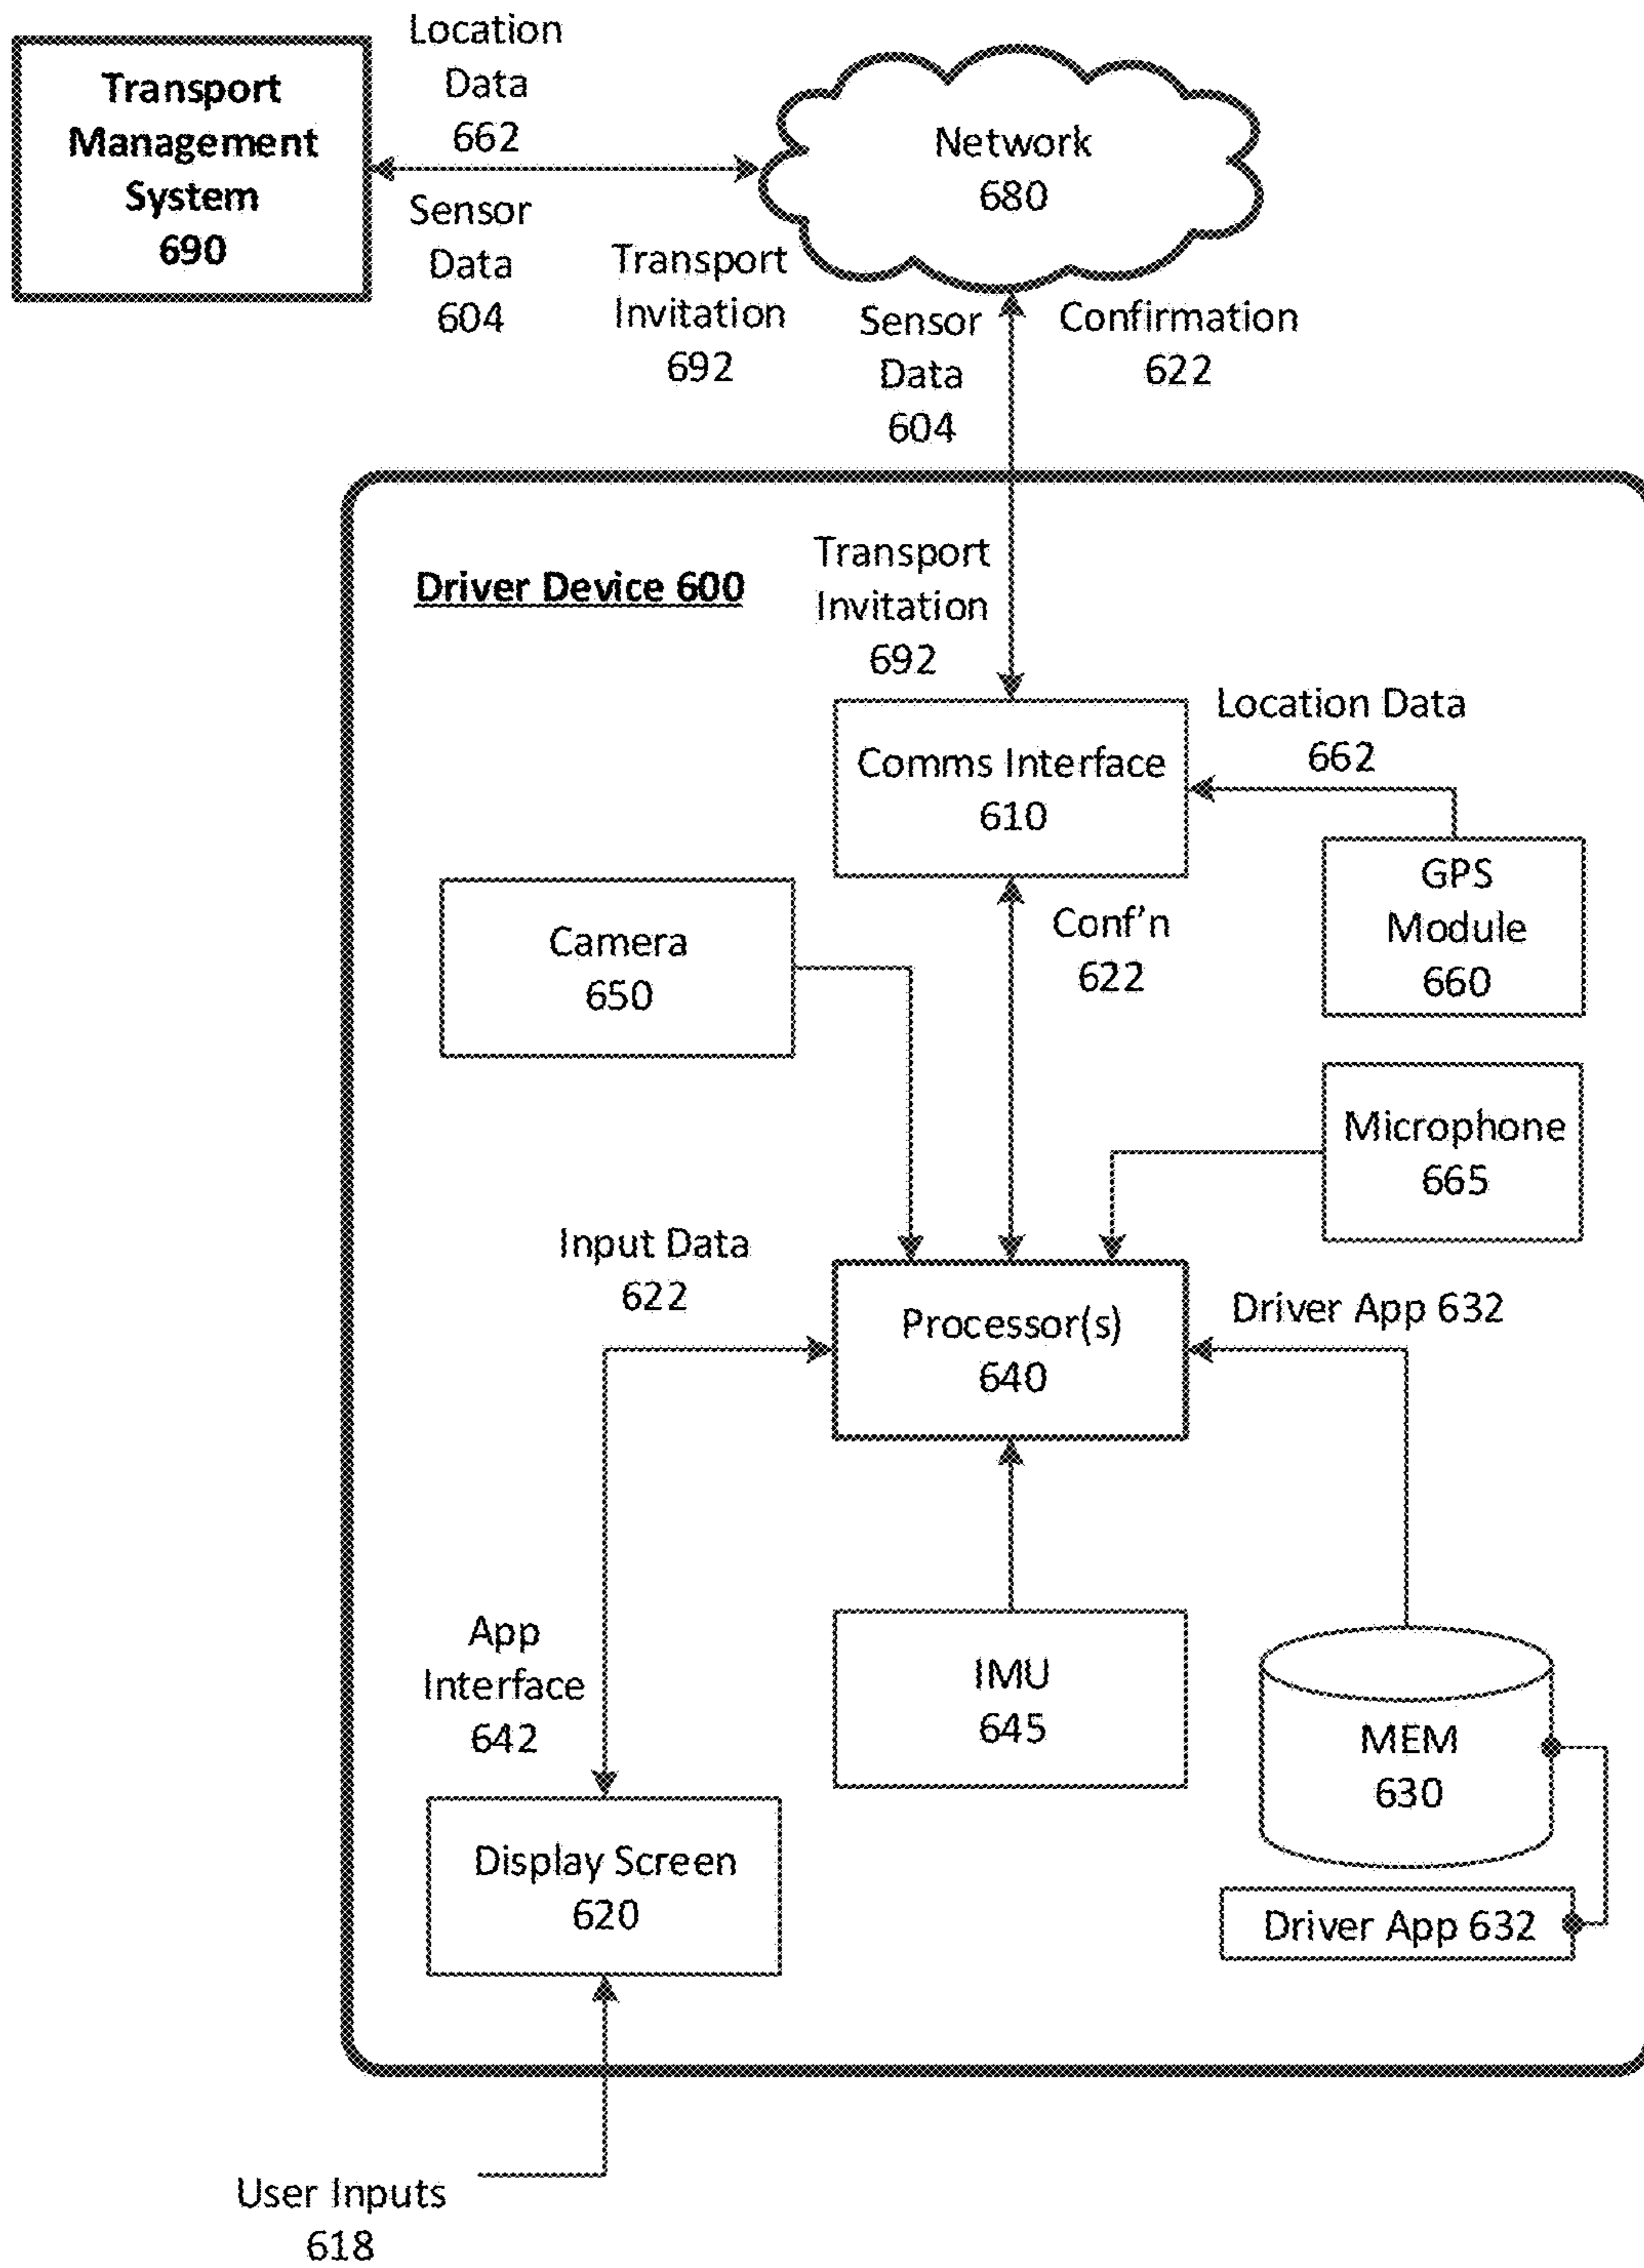 Transport
Management
System
690
Location
Data
662
Sensor
Data
604
Transport
Invitation
692
Network
680
Sensor
Data
604
Confirmation
622
Driver Device 600
Transport
Invitation
692
Comms Interface
610
Location Data
662
GPS
Module
660
Camera
650
Conf'n
622
Microphone
665
Input Data
622
Processor(s)
640
Driver App 632
App
Interface
642
IMU
645
MEM
630
Display Screen
620
Driver App 632
User Inputs
618